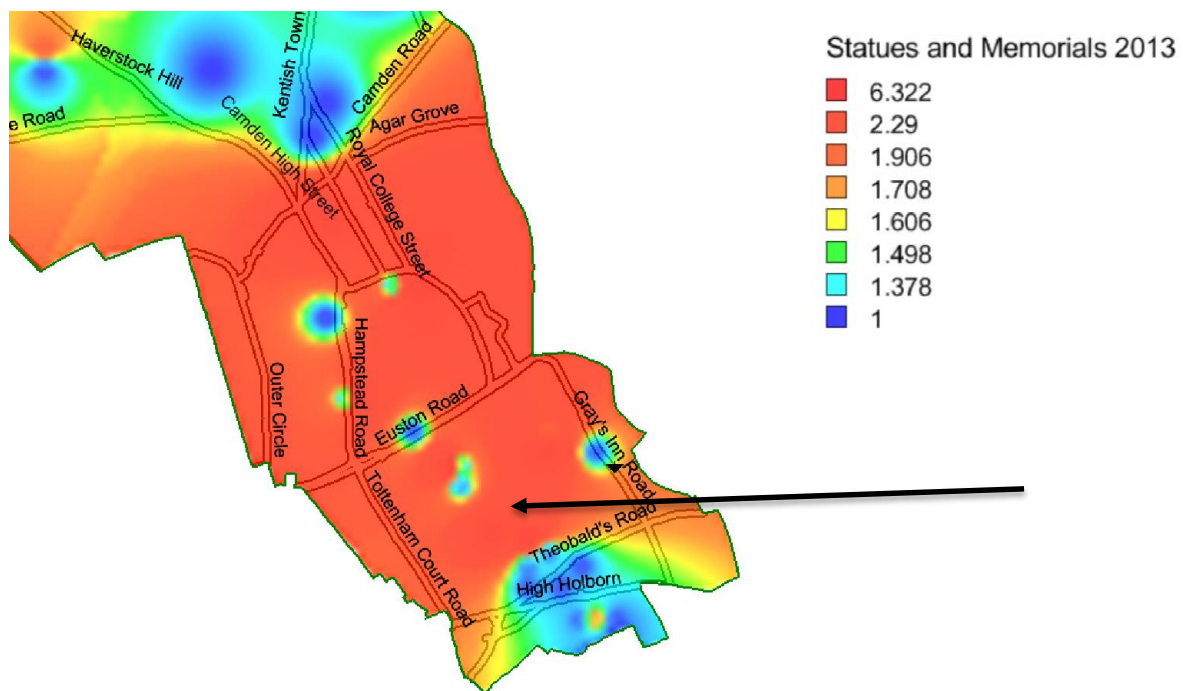 Statues and Memorials 2013
6.322
2.29
1.906
1.708
1.606
1.498
1.378
1
Haverstock Hill
Kentish Town
Camden Road
e Road
Camden High Street
Agar Grove
Royal College Street
Hampstead Road
Outer Circle
Euston Road
Gray's Inn Road
Tottenham Court Road
Theobald's Road
High Holborn